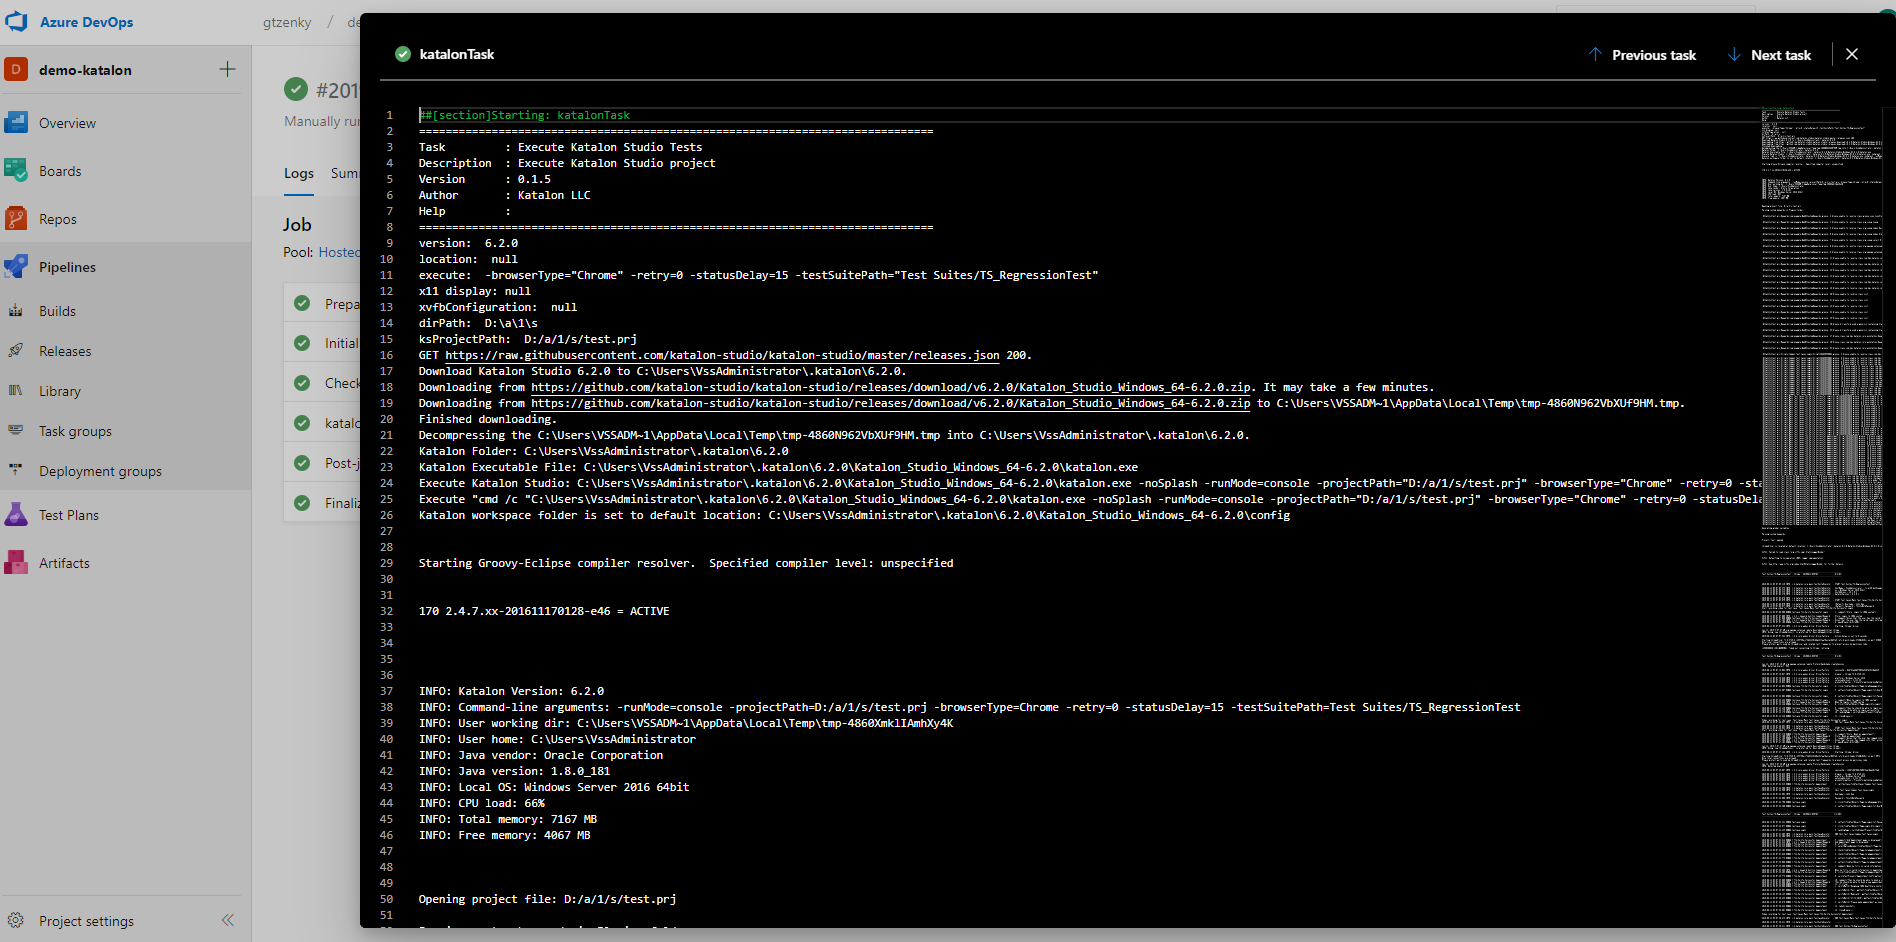 Azure DevOps
gtzenky / de
D demo-katalon
Overview
Boards
Repos
Pipelines
Builds
Releases
Library
Task groups
Deployment groups
Test Plans
Artifacts
Project settings
#201
Manually ru
Logs Sum
Job
Pool: Hosted
Prepa
Initial
Check
katalo
Post-j
Finaliz
katalonTask
Previous task Next task
1 ##[section]Starting: katalonTask
2 ==============================================================================
3 Task : Execute Katalon Studio Tests
4 Description : Execute Katalon Studio project
5 Version : 0.1.5
6 Author : Katalon LLC
7 Help :
8 ==============================================================================
9 version: 6.2.0
10 location: null
11 execute: -browserType="Chrome" -retry=0 -statusDelay=15 -testSuitePath="Test Suites/TS_RegressionTest"
12 x11 display: null
13 xvfbConfiguration: null
14 dirPath: D:\a\1\s
15 ksProjectPath: D:/a/1/s/test.prj
16 GET https://raw.githubusercontent.com/katalon-studio/katalon-studio/master/releases.json 200.
17 Download Katalon Studio 6.2.0 to C:\Users\VssAdministrator\.katalon\6.2.0.
18 Downloading from https://github.com/katalon-studio/katalon-studio/releases/download/v6.2.0/Katalon_Studio_Windows_64-6.2.0.zip. It may take a few minutes.
19 Downloading from https://github.com/katalon-studio/katalon-studio/releases/download/v6.2.0/Katalon_Studio_Windows_64-6.2.0.zip to C:\Users\VSSADM~1\AppData\Local\Temp\tmp-4860N962VbXUf9HM.tmp.
20 Finished downloading.
21 Decompressing the C:\Users\VSSADM~1\AppData\Local\Temp\tmp-4860N962VbXUf9HM.tmp into C:\Users\VssAdministrator\.katalon\6.2.0.
22 Katalon Folder: C:\Users\VssAdministrator\.katalon\6.2.0
23 Katalon Executable File: C:\Users\VssAdministrator\.katalon\6.2.0\Katalon_Studio_Windows_64-6.2.0\katalon.exe
24 Execute Katalon Studio: C:\Users\VssAdministrator\.katalon\6.2.0\Katalon_Studio_Windows_64-6.2.0\katalon.exe -noSplash -runMode=console -projectPath="D:/a/1/s/test.prj" -browserType="Chrome" -retry=0 -sta
25 Execute "cmd /c "C:\Users\VssAdministrator\.katalon\6.2.0\Katalon_Studio_Windows_64-6.2.0\katalon.exe -noSplash -runMode=console -projectPath="D:/a/1/s/test.prj" -browserType="Chrome" -retry=0 -statusDela
26 Katalon workspace folder is set to default location: C:\Users\VssAdministrator\.katalon\6.2.0\Katalon_Studio_Windows_64-6.2.0\config
27
28
29 Starting Groovy-Eclipse compiler resolver. Specified compiler level: unspecified
30
31
32 170 2.4.7.xx-201611170128-e46 = ACTIVE
33
34
35
36
37 INFO: Katalon Version: 6.2.0
38 INFO: Command-line arguments: -runMode=console -projectPath=D:/a/1/s/test.prj -browserType=Chrome -retry=0 -statusDelay=15 -testSuitePath=Test Suites/TS_RegressionTest
39 INFO: User working dir: C:\Users\VSSADM~1\AppData\Local\Temp\tmp-4860XmklIAmhXy4K
40 INFO: User home: C:\Users\VssAdministrator
41 INFO: Java vendor: Oracle Corporation
42 INFO: Java version: 1.8.0_181
43 INFO: Local OS: Windows Server 2016 64bit
44 INFO: CPU load: 66%
45 INFO: Total memory: 7167 MB
46 INFO: Free memory: 4067 MB
47
48
49
50 Opening project file: D:/a/1/s/test.prj
51